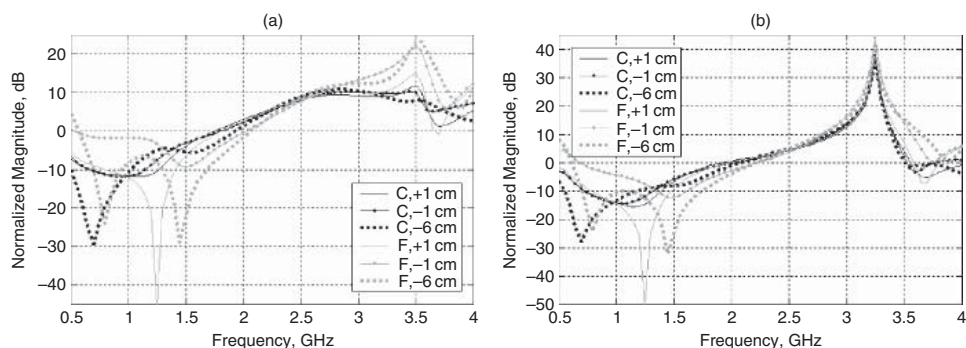 (a)
Normalized Magnitude, dB
20
10
0
–10
–20
–30
–40
C,+1 cm
C,–1 cm
C,–6 cm
F,+1 cm
F,–1 cm
F,–6 cm
0.5 1 1.5 2 2.5 3 3.5 4
Frequency, GHz
(b)
Normalized Magnitude, dB
40
30
20
10
0
–10
–20
–30
–40
–50
C,+1 cm
C,–1 cm
C,–6 cm
F,+1 cm
F,–1 cm
F,–6 cm
0.5 1 1.5 2 2.5 3 3.5 4
Frequency, GHz